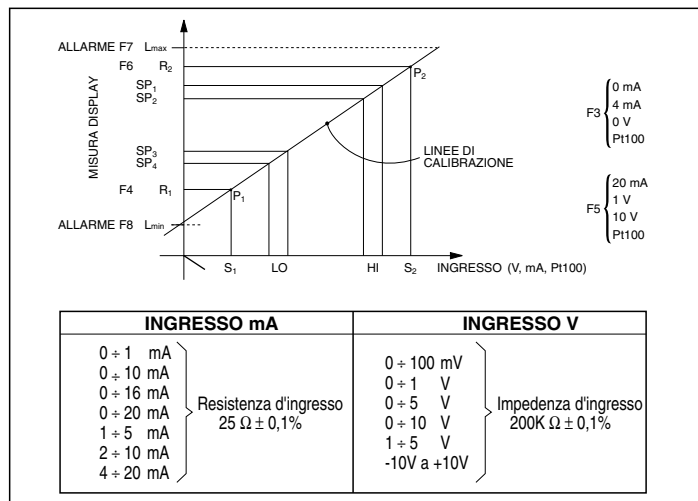 ALLARME F7 Lmax
F6 R2
P2
SP1
SP2
MISURA DISPLAY
SP3
SP4
F4 R1
P1
ALLARME F8 Lmin
LINEE DI
CALIBRAZIONE
S1 LO HI S2 INGRESSO (V, mA, Pt100)
F3
0 mA
4 mA
0 V
Pt100
F5
20 mA
1 V
10 V
Pt100
INGRESSO mA
0 ÷ 1 mA
0 ÷ 10 mA
0 ÷ 16 mA
0 ÷ 20 mA
1 ÷ 5 mA
2 ÷ 10 mA
4 ÷ 20 mA
Resistenza d'ingresso
25 Ω ± 0,1%
INGRESSO V
0 ÷ 100 mV
0 ÷ 1 V
0 ÷ 5 V
0 ÷ 10 V
1 ÷ 5 V
-10V a +10V
Impedenza d'ingresso
200K Ω ± 0,1%